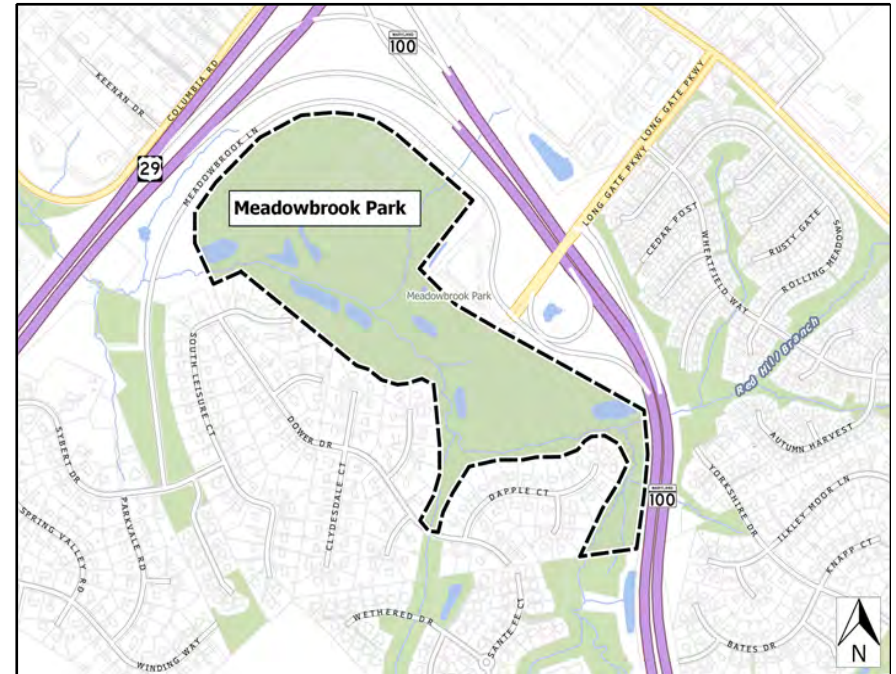 MARYLAND
100
KEENAN DR
COLUMBIA RD
LONG GATE PKWY
LONG GATE PKWY
29
MEADOWBROOK LN
Meadowbrook Park
CEDAR POST
WHEATFIELD WAY
RUSTY GATE
ROLLING MEADOWS
Meadowbrook Park
Red Hill Branch
SOUTH LEISURE CT
DOWER DR
AUTUMN HARVEST
SYBERT DR
PARKVALE RD
CLYDESDALE CT
DAPPLE CT
MARYLAND
100
YORKSHIRE DR
ILKLEY MOOR LN
SPRING VALLEY RD
KNAPP CT
WETHERED DR
SANTE FE CT
WINDING WAY
BATES DR
N